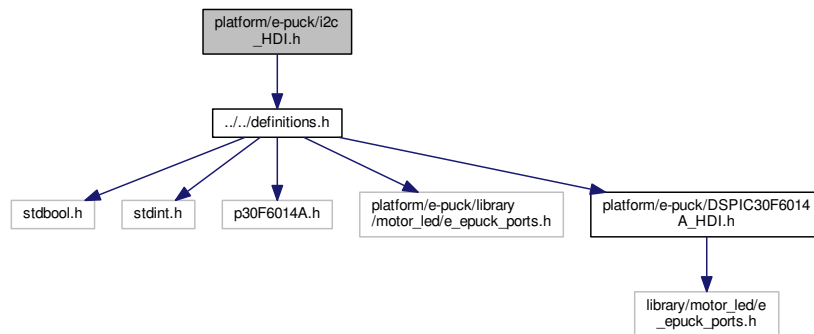 platform/e-puck/i2c
_HDI.h
../../definitions.h
stdbool.h
stdint.h
p30F6014A.h
platform/e-puck/library
/motor_led/e_epuck_ports.h
platform/e-puck/DSPIC30F6014
A_HDI.h
library/motor_led/e
_epuck_ports.h